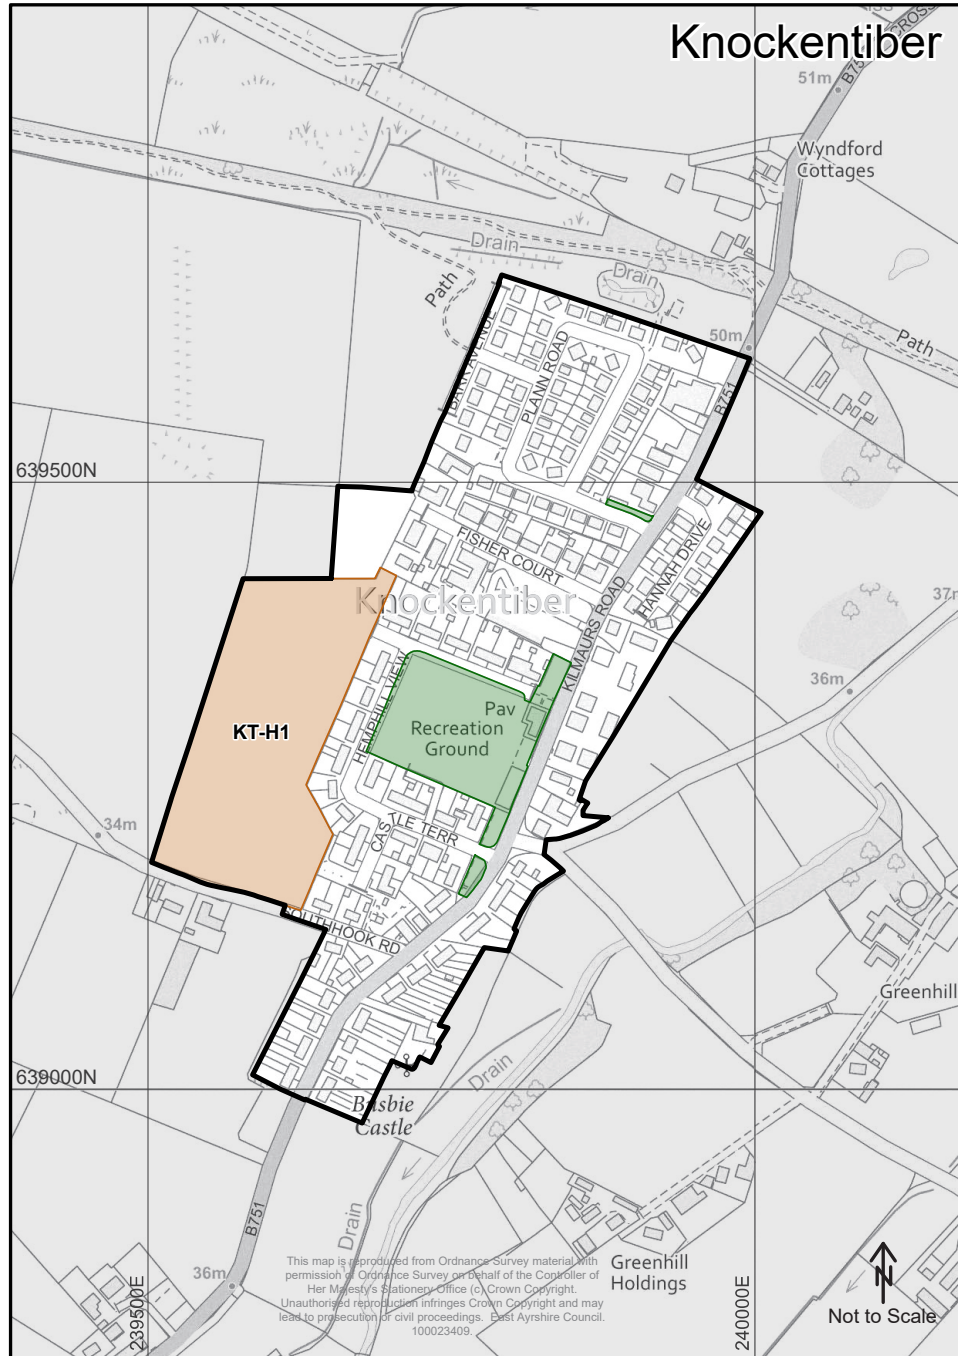 Knockentiber
B751
CROSS
51m
Wyndford
Cottages
Drain
Drain
Path
Path
50m
BARR AVENUE
PLANN ROAD
B751
639500N
FISHER COURT
HANNAH DRIVE
Knockentiber
KILMAURS ROAD
37m
36m
HEMPHILL VIEW
Pav
Recreation
Ground
KT-H1
34m
CASTLE TERR
SOUTHHOOK RD
Greenhill
639000N
Drain
Busbie
Castle
B751
Drain
36m
Greenhill
Holdings
This map is reproduced from Ordnance Survey material with
permission of Ordnance Survey on behalf of the Controller of
Her Majesty's Stationery Office (c) Crown Copyright.
Unauthorised reproduction infringes Crown Copyright and may
lead to prosecution or civil proceedings. East Ayrshire Council.
100023409.
239500E
240000E
N
Not to Scale